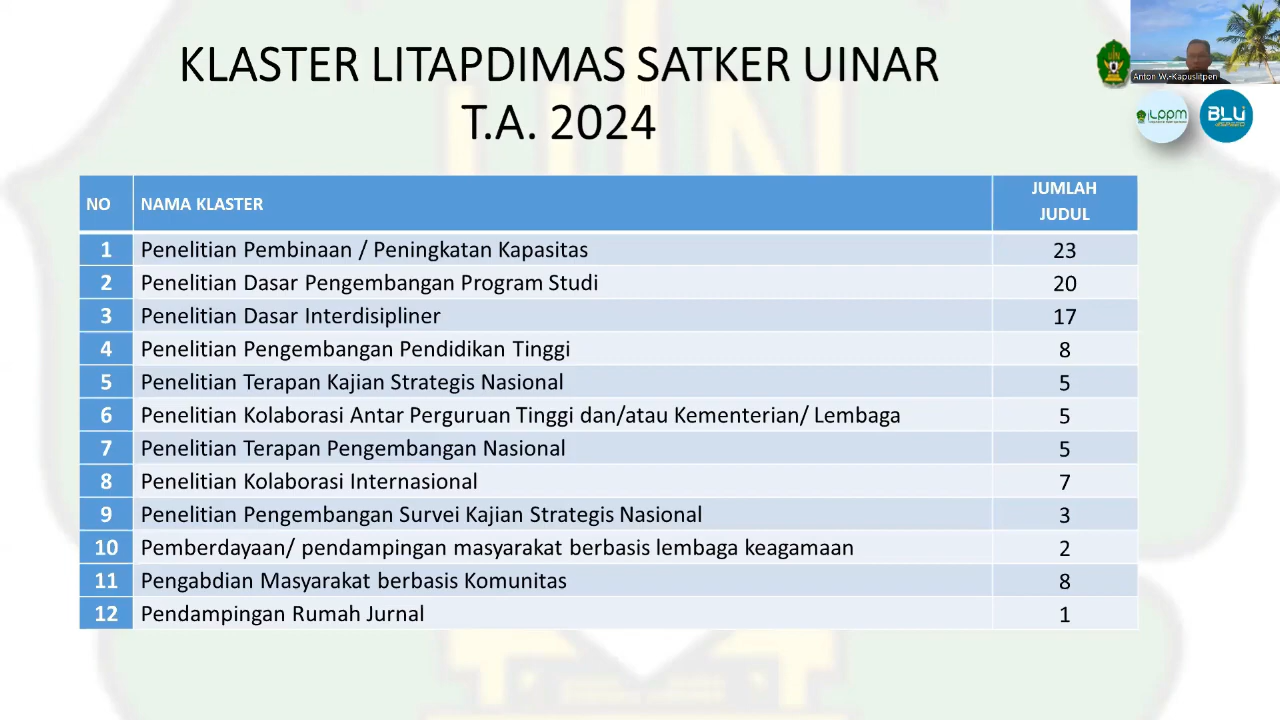 KLASTER LITAPDIMAS SATKER UINAR
T.A. 2024
Anton W.-Kapuslitpen
LPPM
BLU
NO NAMA KLASTER JUMLAH JUDUL
1 Penelitian Pembinaan / Peningkatan Kapasitas 23
2 Penelitian Dasar Pengembangan Program Studi 20
3 Penelitian Dasar Interdisipliner 17
4 Penelitian Pengembangan Pendidikan Tinggi 8
5 Penelitian Terapan Kajian Strategis Nasional 5
6 Penelitian Kolaborasi Antar Perguruan Tinggi dan/atau Kementerian/ Lembaga 5
7 Penelitian Terapan Pengembangan Nasional 5
8 Penelitian Kolaborasi Internasional 7
9 Penelitian Pengembangan Survei Kajian Strategis Nasional 3
10 Pemberdayaan/ pendampingan masyarakat berbasis lembaga keagamaan 2
11 Pengabdian Masyarakat berbasis Komunitas 8
12 Pendampingan Rumah Jurnal 1